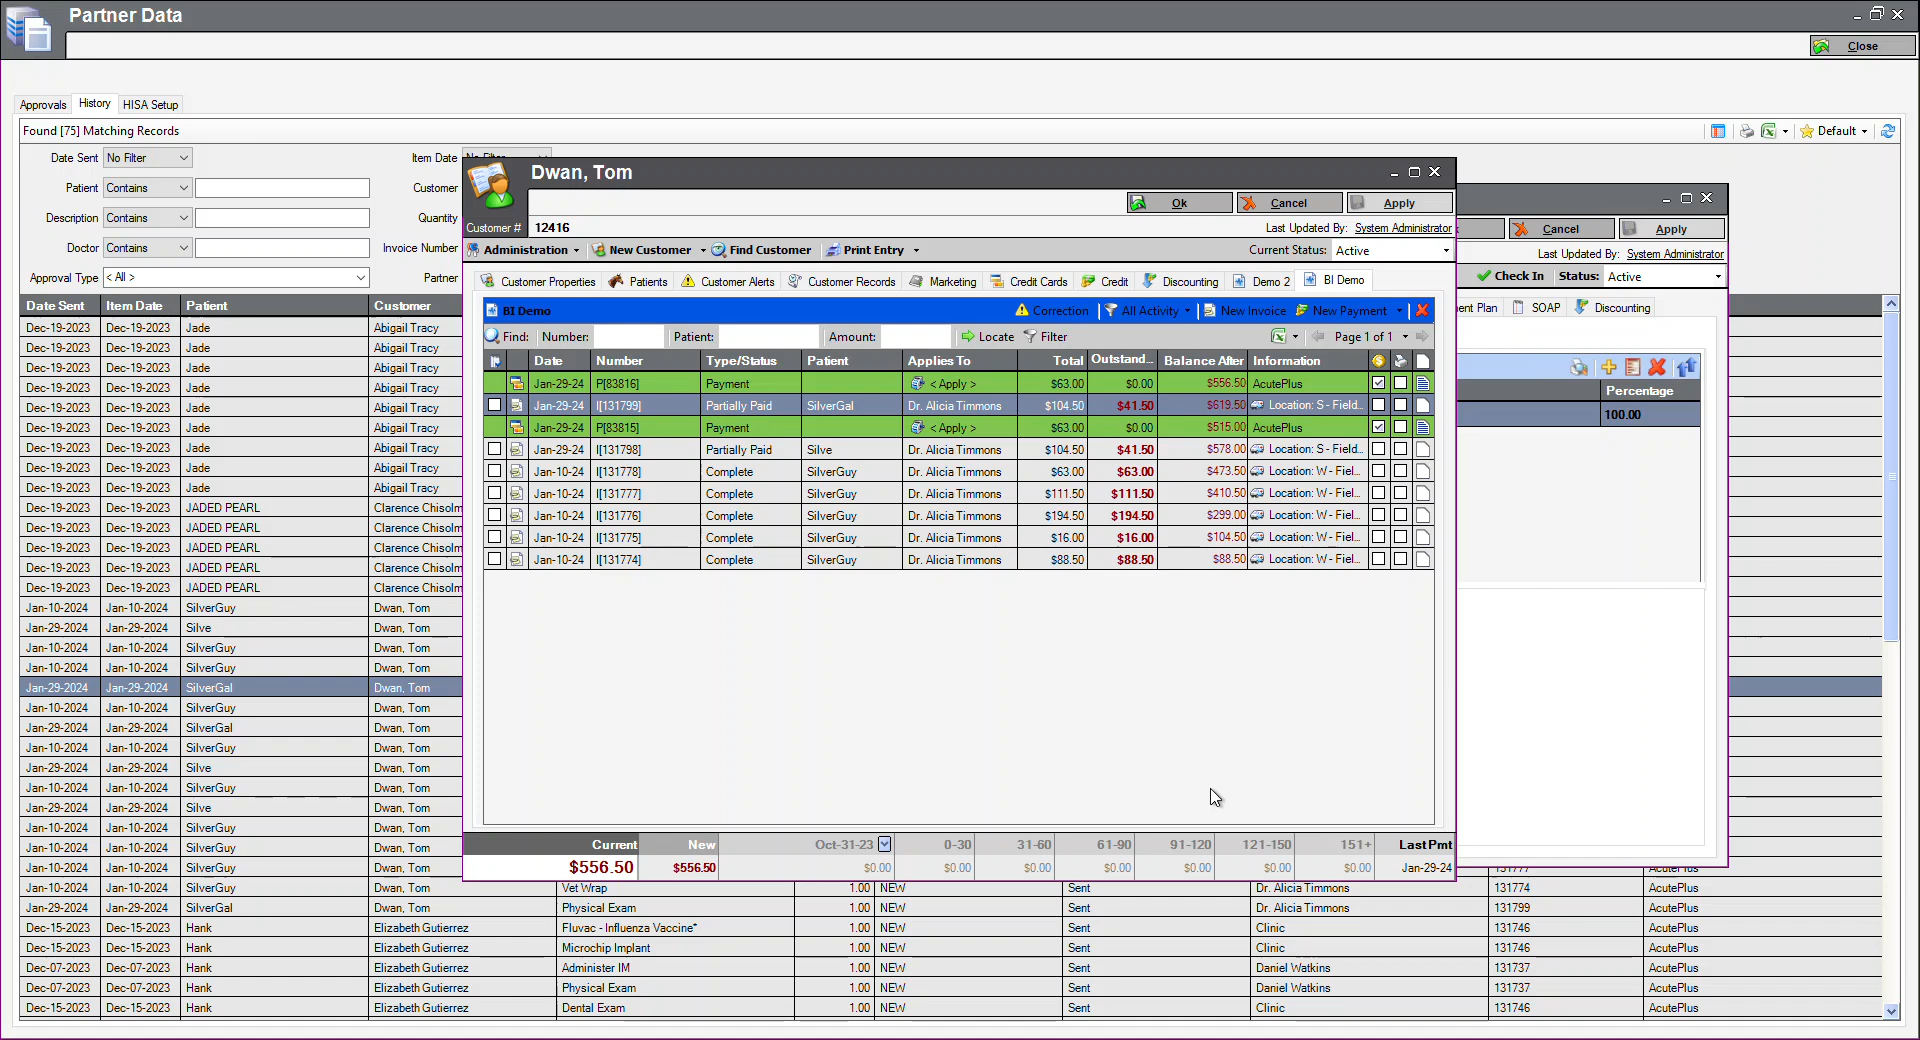 Partner Data
Close
Approvals History HISA Setup
Found [75] Matching Records
Default
Date Sent No Filter Item Date
Patient Contains Customer
Description Contains Quantity
Doctor Contains Invoice Number
Approval Type < All > Partner
Date Sent Item Date Patient Customer
Dec-19-2023 Dec-19-2023 Jade Abigail Tracy
Dec-19-2023 Dec-19-2023 Jade Abigail Tracy
Dec-19-2023 Dec-19-2023 Jade Abigail Tracy
Dec-19-2023 Dec-19-2023 Jade Abigail Tracy
Dec-19-2023 Dec-19-2023 Jade Abigail Tracy
Dec-19-2023 Dec-19-2023 Jade Abigail Tracy
Dec-19-2023 Dec-19-2023 Jade Abigail Tracy
Dec-19-2023 Dec-19-2023 Jade Abigail Tracy
Dec-19-2023 Dec-19-2023 Jade Abigail Tracy
Dec-19-2023 Dec-19-2023 JADED PEARL Clarence Chisolm
Dec-19-2023 Dec-19-2023 JADED PEARL Clarence Chisolm
Dec-19-2023 Dec-19-2023 JADED PEARL Clarence Chisolm
Dec-19-2023 Dec-19-2023 JADED PEARL Clarence Chisolm
Dec-19-2023 Dec-19-2023 JADED PEARL Clarence Chisolm
Jan-10-2024 Jan-10-2024 SilverGuy Dwan, Tom
Jan-29-2024 Jan-29-2024 Silve Dwan, Tom
Jan-10-2024 Jan-10-2024 SilverGuy Dwan, Tom
Jan-10-2024 Jan-10-2024 SilverGuy Dwan, Tom
Jan-29-2024 Jan-29-2024 SilverGal Dwan, Tom
Jan-10-2024 Jan-10-2024 SilverGuy Dwan, Tom
Jan-29-2024 Jan-29-2024 SilverGal Dwan, Tom
Jan-10-2024 Jan-10-2024 SilverGuy Dwan, Tom
Jan-29-2024 Jan-29-2024 Silve Dwan, Tom
Jan-10-2024 Jan-10-2024 SilverGuy Dwan, Tom
Jan-29-2024 Jan-29-2024 Silve Dwan, Tom
Jan-10-2024 Jan-10-2024 SilverGuy Dwan, Tom
Jan-10-2024 Jan-10-2024 SilverGuy Dwan, Tom
Jan-10-2024 Jan-10-2024 SilverGuy Dwan, Tom
Jan-10-2024 Jan-10-2024 SilverGuy Dwan, Tom Vet Wrap 1.00 NEW Sent Dr. Alicia Timmons 131774 AcutePlus
Jan-29-2024 Jan-29-2024 SilverGal Dwan, Tom Physical Exam 1.00 NEW Sent Dr. Alicia Timmons 131799 AcutePlus
Dec-15-2023 Dec-15-2023 Hank Elizabeth Gutierrez Fluvac - Influenza Vaccine* 1.00 NEW Sent Clinic 131746 AcutePlus
Dec-15-2023 Dec-15-2023 Hank Elizabeth Gutierrez Microchip Implant 1.00 NEW Sent Clinic 131746 AcutePlus
Dec-07-2023 Dec-07-2023 Hank Elizabeth Gutierrez Administer IM 1.00 NEW Sent Daniel Watkins 131737 AcutePlus
Dec-07-2023 Dec-07-2023 Hank Elizabeth Gutierrez Physical Exam 1.00 NEW Sent Daniel Watkins 131737 AcutePlus
Dec-15-2023 Dec-15-2023 Hank Elizabeth Gutierrez Dental Exam 1.00 NEW Sent Clinic 131746 AcutePlus
Dwan, Tom
Ok Cancel Apply
Customer # 12416 Last Updated By: System Administrator
Administration New Customer Find Customer Print Entry Current Status: Active
Customer Properties Patients Customer Alerts Customer Records Marketing Credit Cards Credit Discounting Demo 2 BI Demo
BI Demo Correction All Activity New Invoice New Payment
Find: Number: Patient: Amount: Locate Filter Page 1 of 1
Date Number Type/Status Patient Applies To Total Outstand... Balance After Information
Jan-29-24 P[83816] Payment < Apply > $63.00 $0.00 $556.50 AcutePlus
Jan-29-24 I[131799] Partially Paid SilverGal Dr. Alicia Timmons $104.50 $41.50 $619.50 Location: S - Field...
Jan-29-24 P[83815] Payment < Apply > $63.00 $0.00 $515.00 AcutePlus
Jan-29-24 I[131798] Partially Paid Silve Dr. Alicia Timmons $104.50 $41.50 $578.00 Location: S - Field...
Jan-10-24 I[131778] Complete SilverGuy Dr. Alicia Timmons $63.00 $63.00 $473.50 Location: W - Fiel...
Jan-10-24 I[131777] Complete SilverGuy Dr. Alicia Timmons $111.50 $111.50 $410.50 Location: W - Fiel...
Jan-10-24 I[131776] Complete SilverGuy Dr. Alicia Timmons $194.50 $194.50 $299.00 Location: W - Fiel...
Jan-10-24 I[131775] Complete SilverGuy Dr. Alicia Timmons $16.00 $16.00 $104.50 Location: W - Fiel...
Jan-10-24 I[131774] Complete SilverGuy Dr. Alicia Timmons $88.50 $88.50 $88.50 Location: W - Fiel...
Current New Oct-31-23 0-30 31-60 61-90 91-120 121-150 151+ Last Pmt
$556.50 $556.50 $0.00 $0.00 $0.00 $0.00 $0.00 $0.00 $0.00 Jan-29-24
Cancel Apply
Last Updated By: System Administrator
Check In Status: Active
ent Plan SOAP Discounting
Percentage
100.00